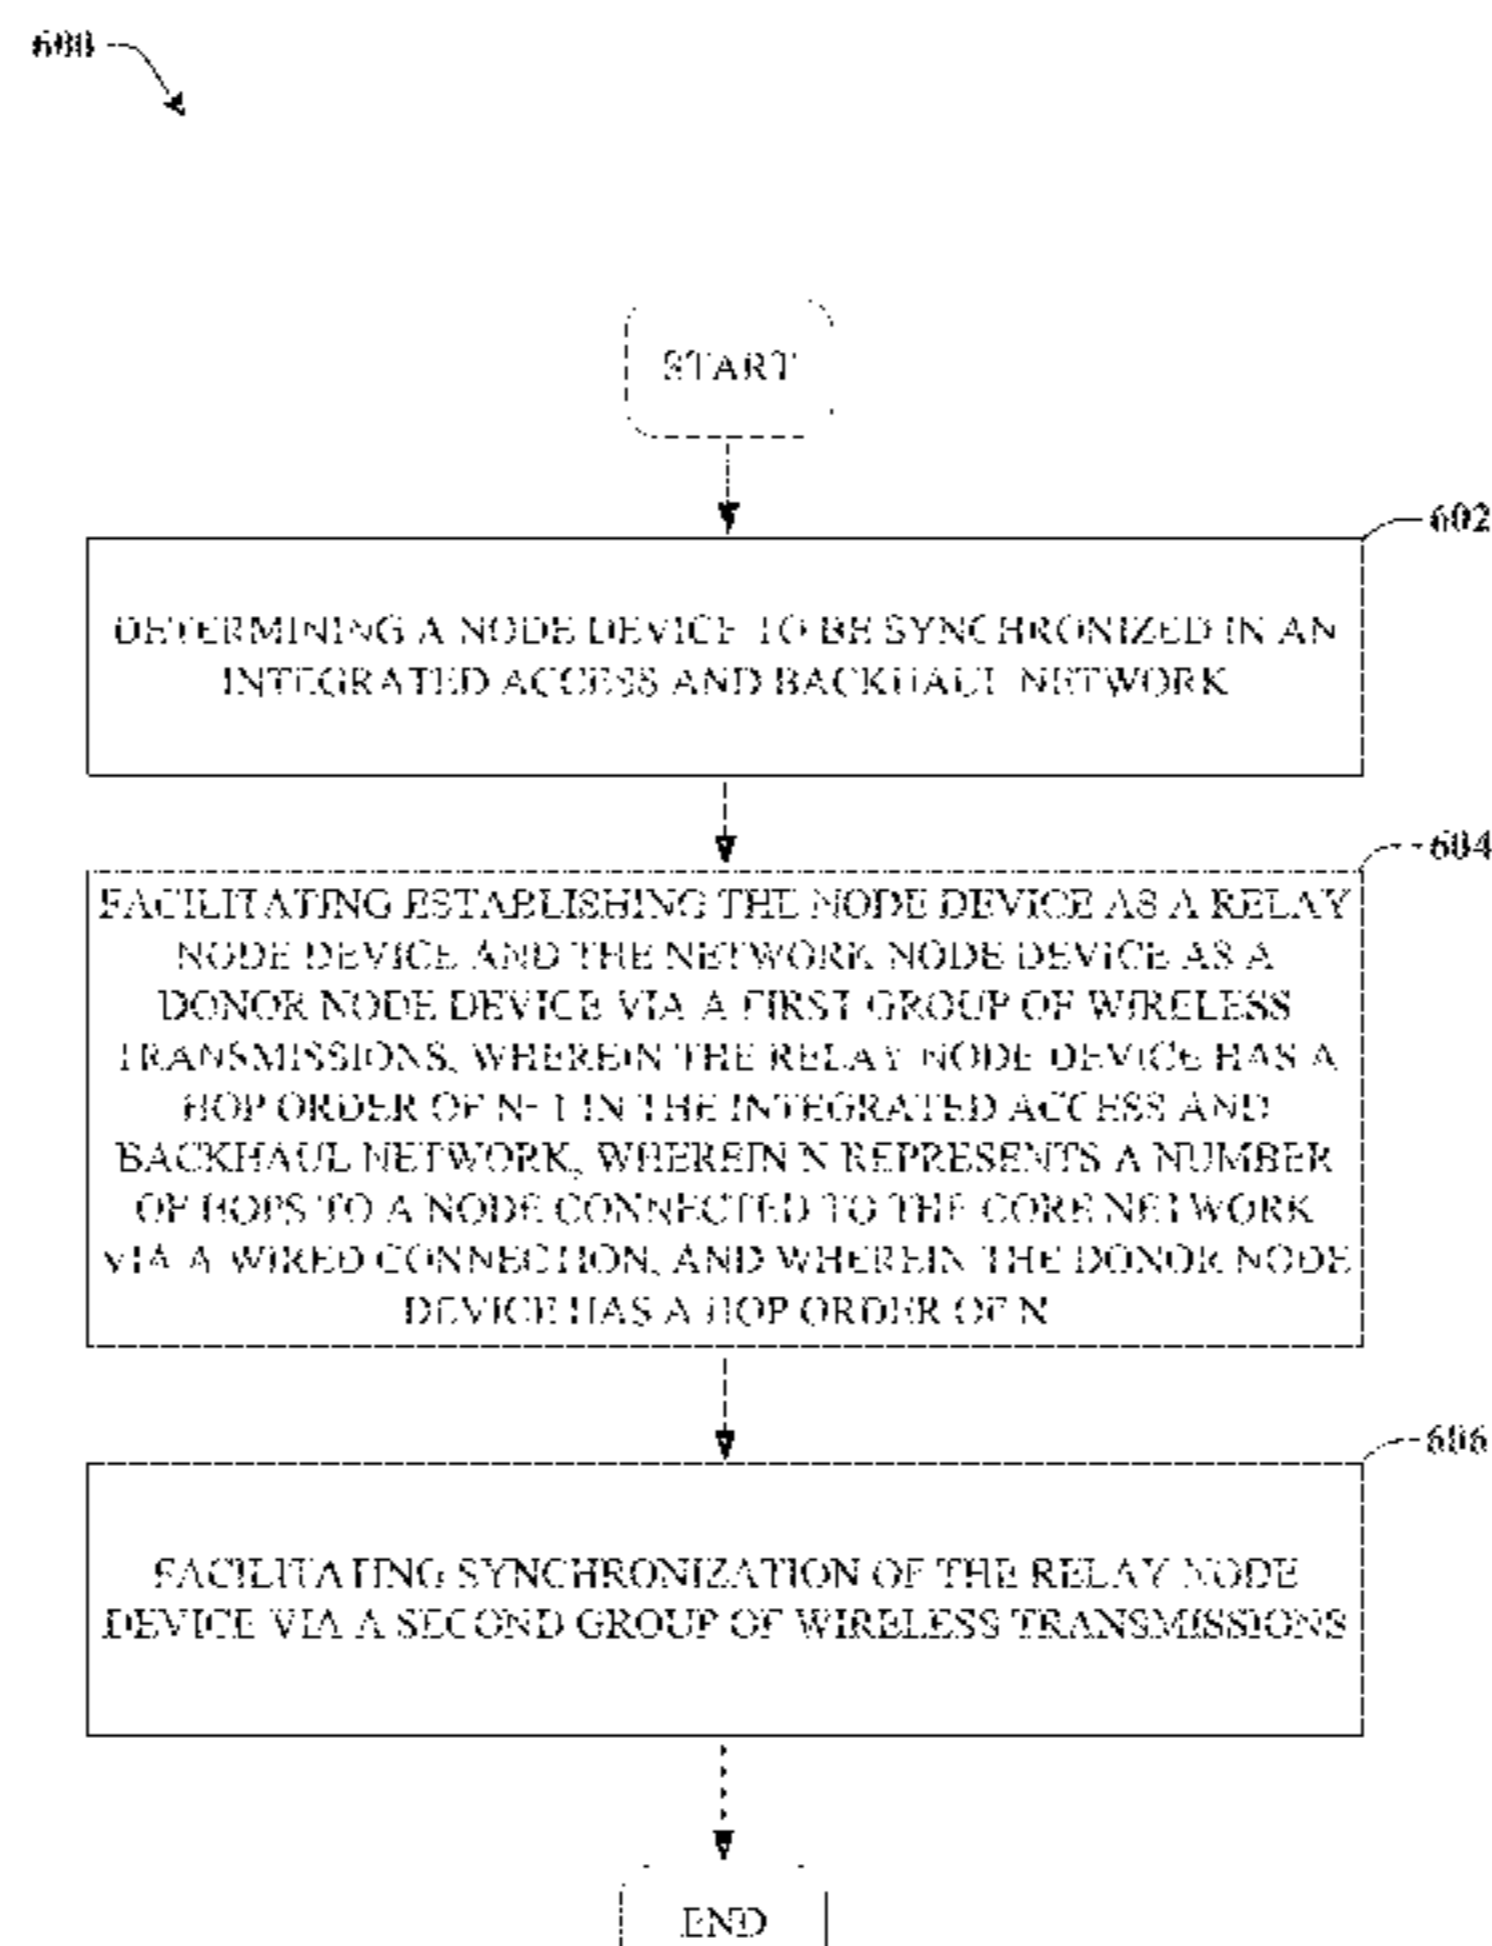 600
START
602
DETERMINING A NODE DEVICE TO BE SYNCHRONIZED IN AN
INTEGRATED ACCESS AND BACKHAUL NETWORK
604
FACILITATING ESTABLISHING THE NODE DEVICE AS A RELAY
NODE DEVICE AND THE NETWORK NODE DEVICE AS A
DONOR NODE DEVICE VIA A FIRST GROUP OF WIRELESS
TRANSMISSIONS, WHEREIN THE RELAY NODE DEVICE HAS A
HOP ORDER OF IN THE INTEGRATED ACCESS AND
BACKHAUL NETWORK, WHEREIN N REPRESENTS A NUMBER
OF HOPS TO A NODE CONNECTED TO THE CORE NETWORK
VIA A WIRED CONNECTION, AND WHEREIN THE DONOR NODE
DEVICE HAS A HOP ORDER OF N
606
FACILITATING SYNCHRONIZATION OF THE RELAY NODE
DEVICE VIA A SECOND GROUP OF WIRELESS TRANSMISSIONS
END